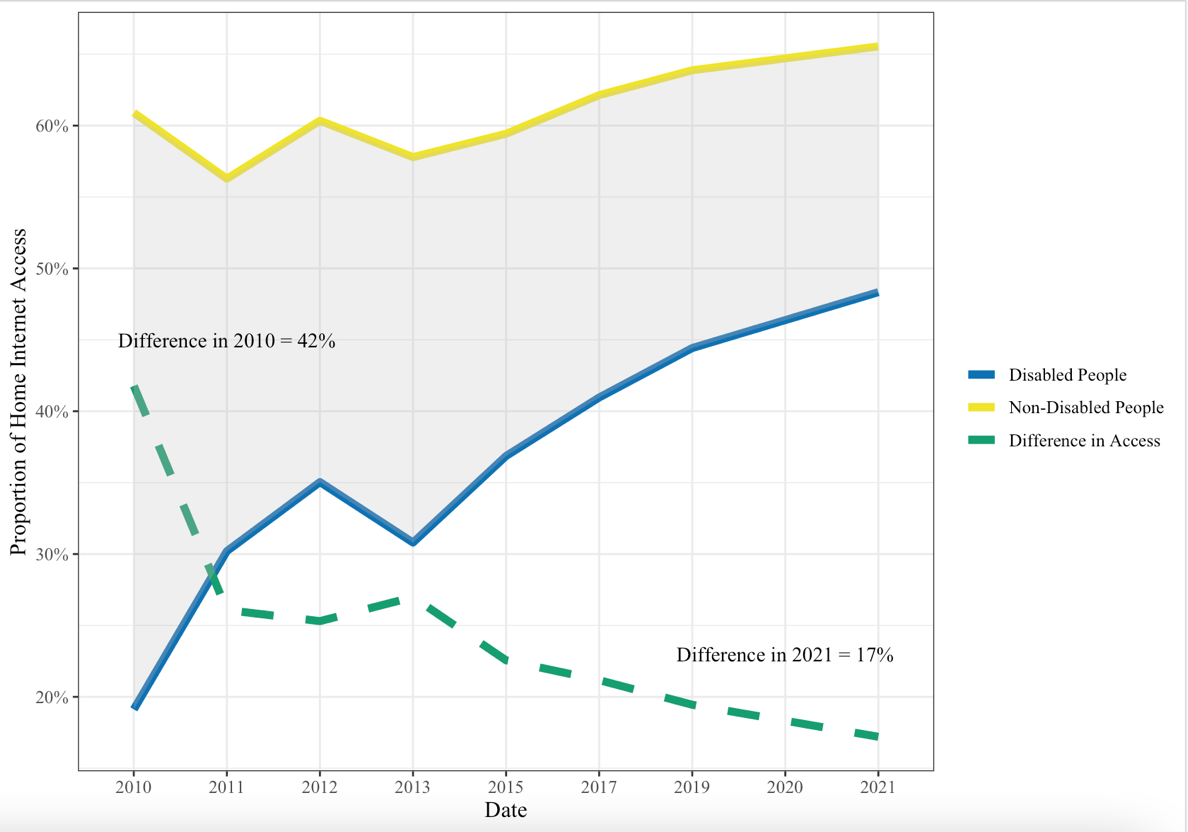 60%
50%
40%
30%
20%
Proportion of Home Internet Access
Difference in 2010 = 42%
Difference in 2021 = 17%
2010 2011 2012 2013 2015 2017 2019 2020 2021
Date
Disabled People
Non-Disabled People
Difference in Access